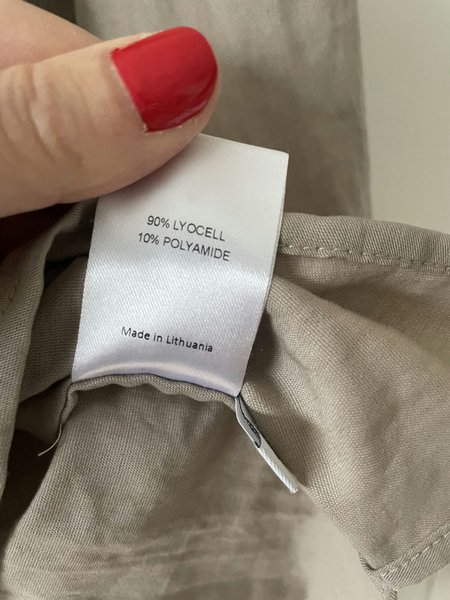 90% LYOCELL
10% POLYAMIDE
Made in Lithuania